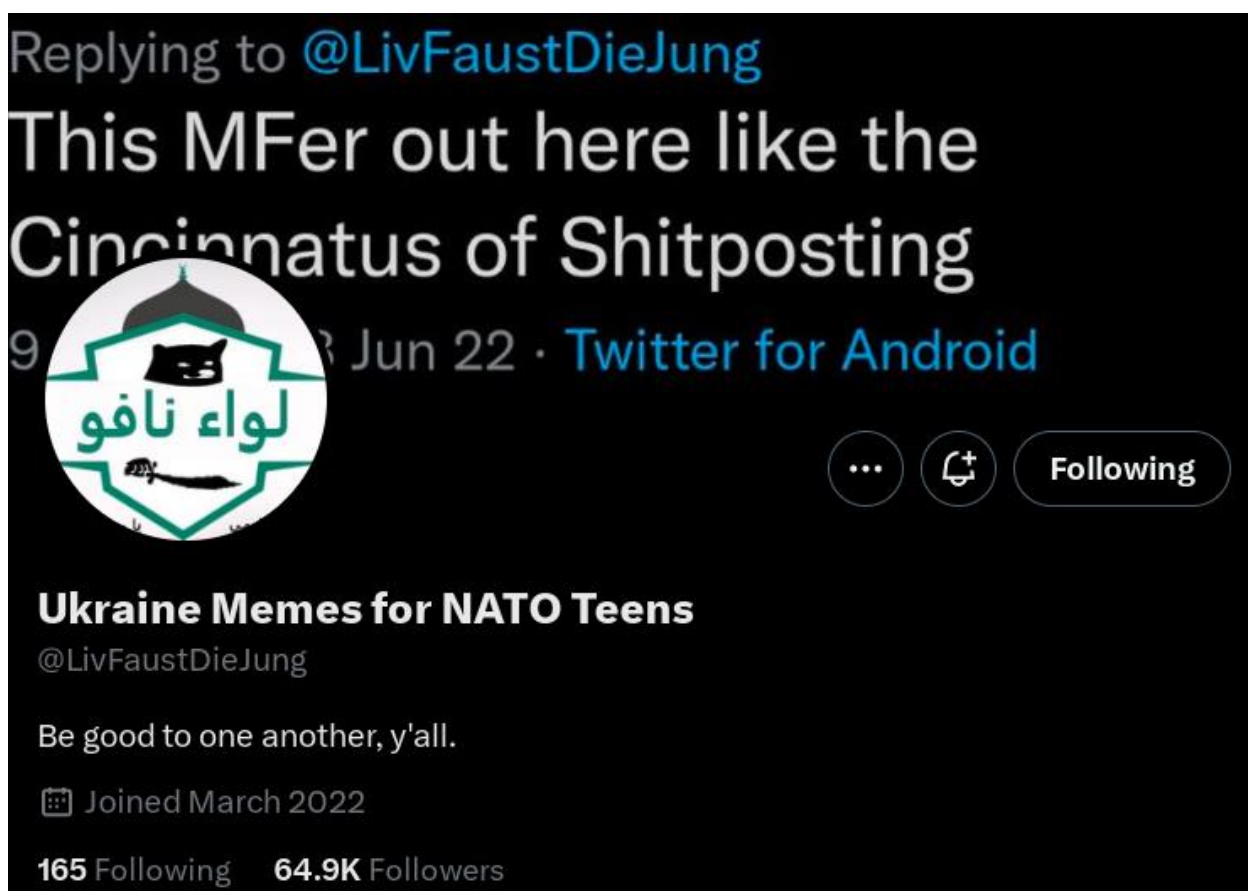 Replying to @LivFaustDieJung
This MFer out here like the
Cincinnatus of Shitposting
9
Jun 22 · Twitter for Android
لواء نافو
Following
Ukraine Memes for NATO Teens
@LivFaustDieJung
Be good to one another, y'all.
Joined March 2022
165 Following 64.9K Followers